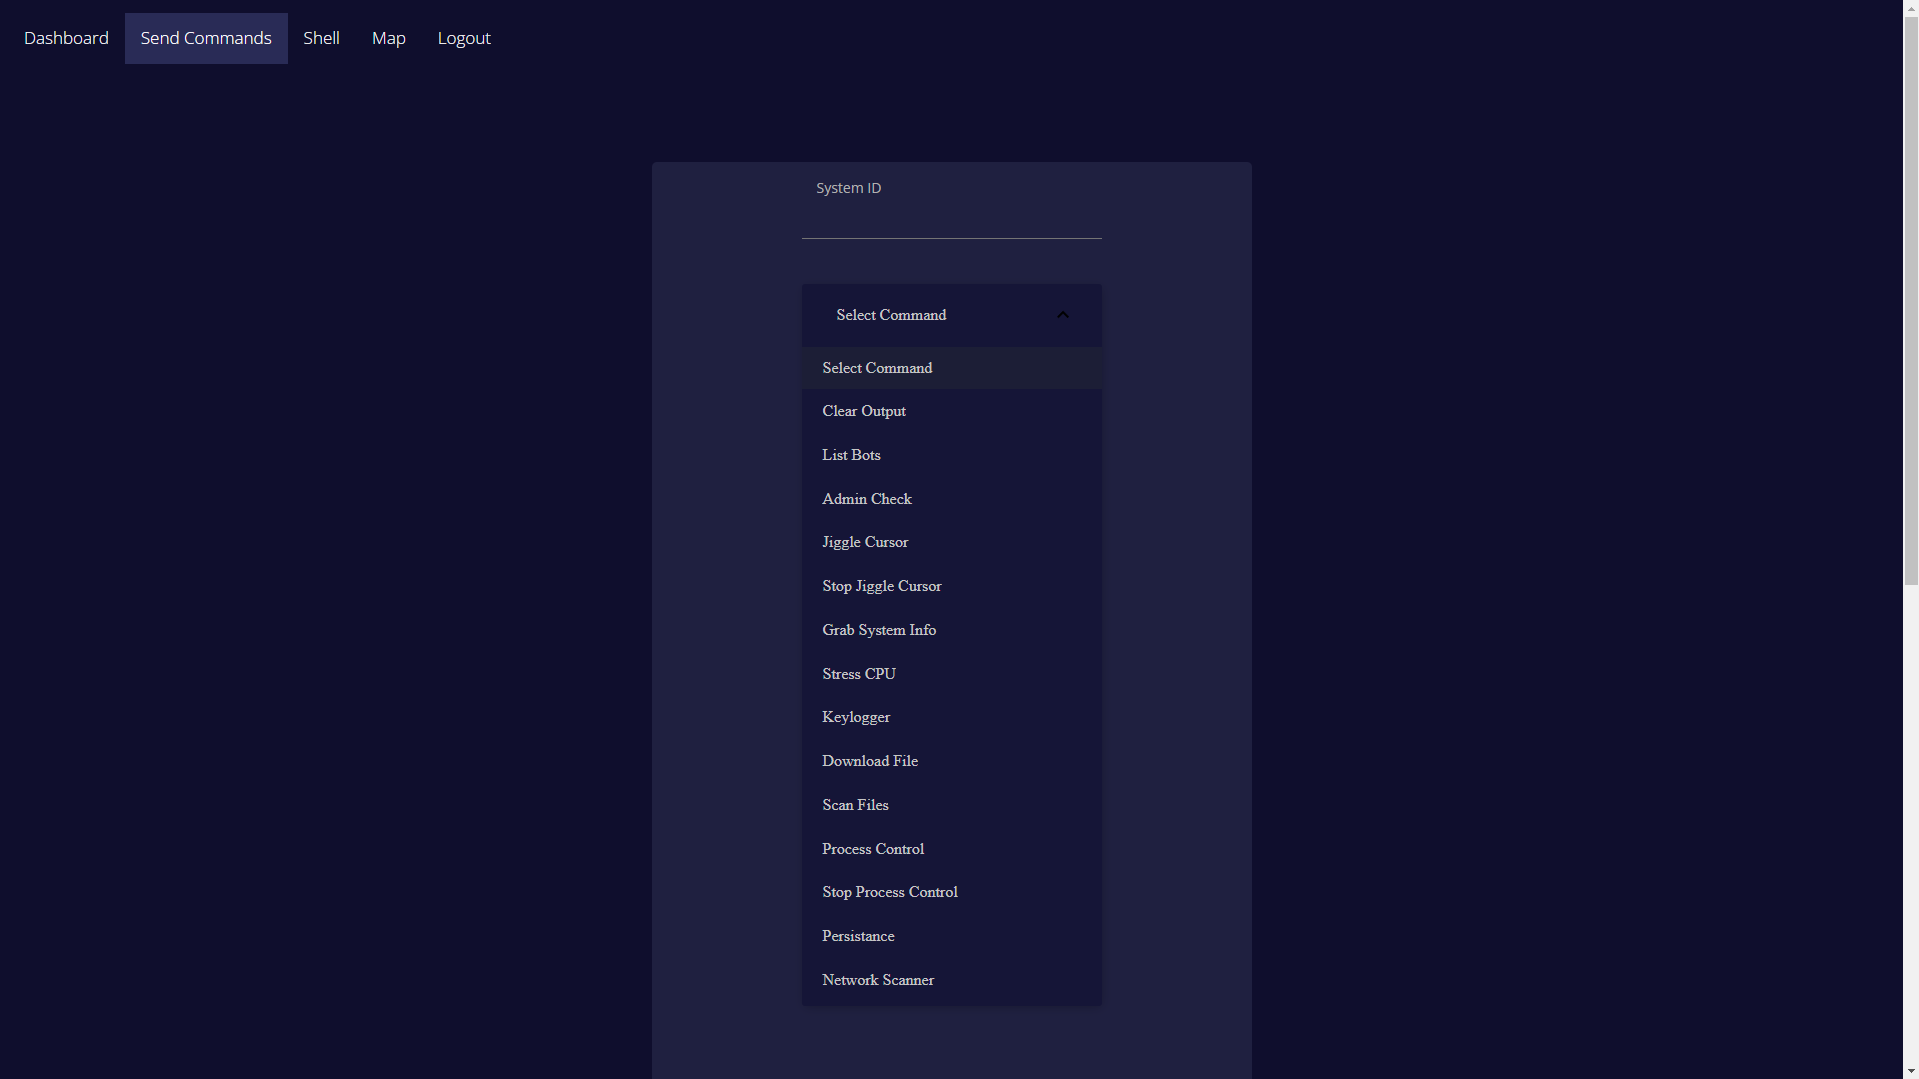 Dashboard Send Commands Shell Map Logout
System ID
Select Command
Select Command
Clear Output
List Bots
Admin Check
Jiggle Cursor
Stop Jiggle Cursor
Grab System Info
Stress CPU
Keylogger
Download File
Scan Files
Process Control
Stop Process Control
Persistance
Network Scanner